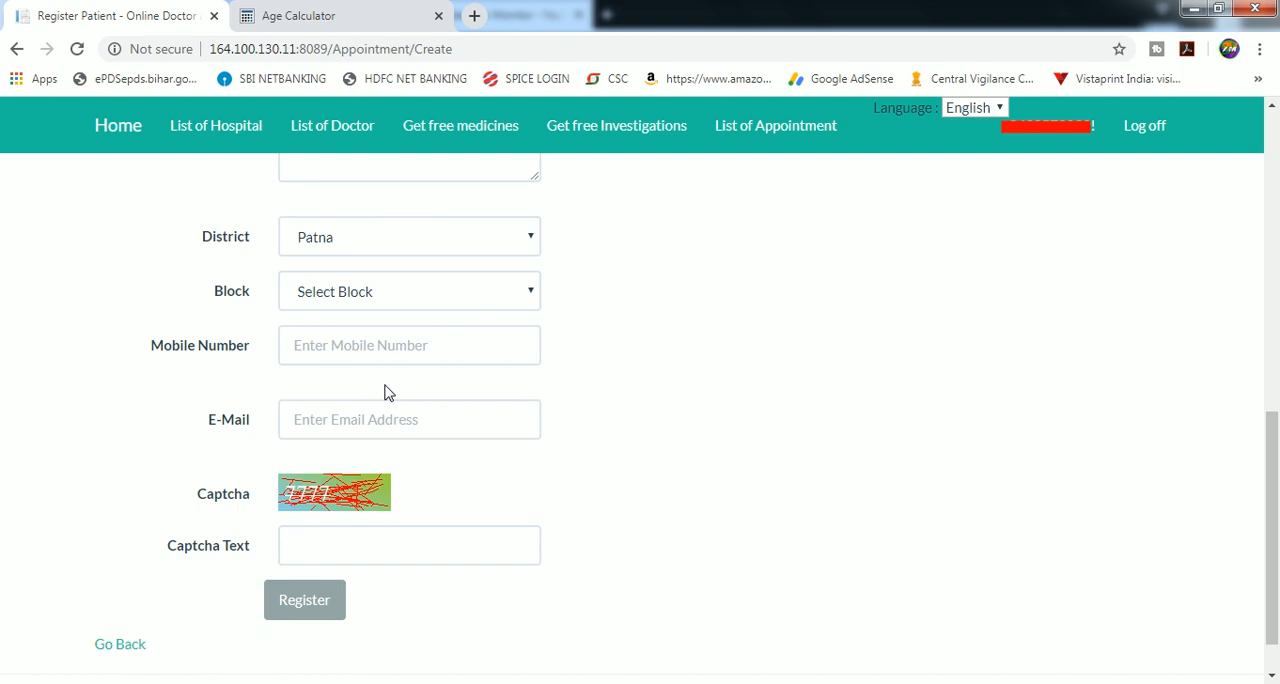 Register Patient - Online Doctor
Age Calculator
Not secure
164.100.130.11:8089/Appointment/Create
Apps
ePDSepds.bihar.go...
SBI NETBANKING
HDFC NET BANKING
SPICE LOGIN
CSC
https://www.amazo...
Google AdSense
Central Vigilance C...
Vistaprint India: visi...
»
Language : English
Home
List of Hospital
List of Doctor
Get free medicines
Get free Investigations
List of Appointment
!
Log off
District
Patna
Block
Select Block
Mobile Number
Enter Mobile Number
E-Mail
Enter Email Address
Captcha
Captcha Text
Register
Go Back